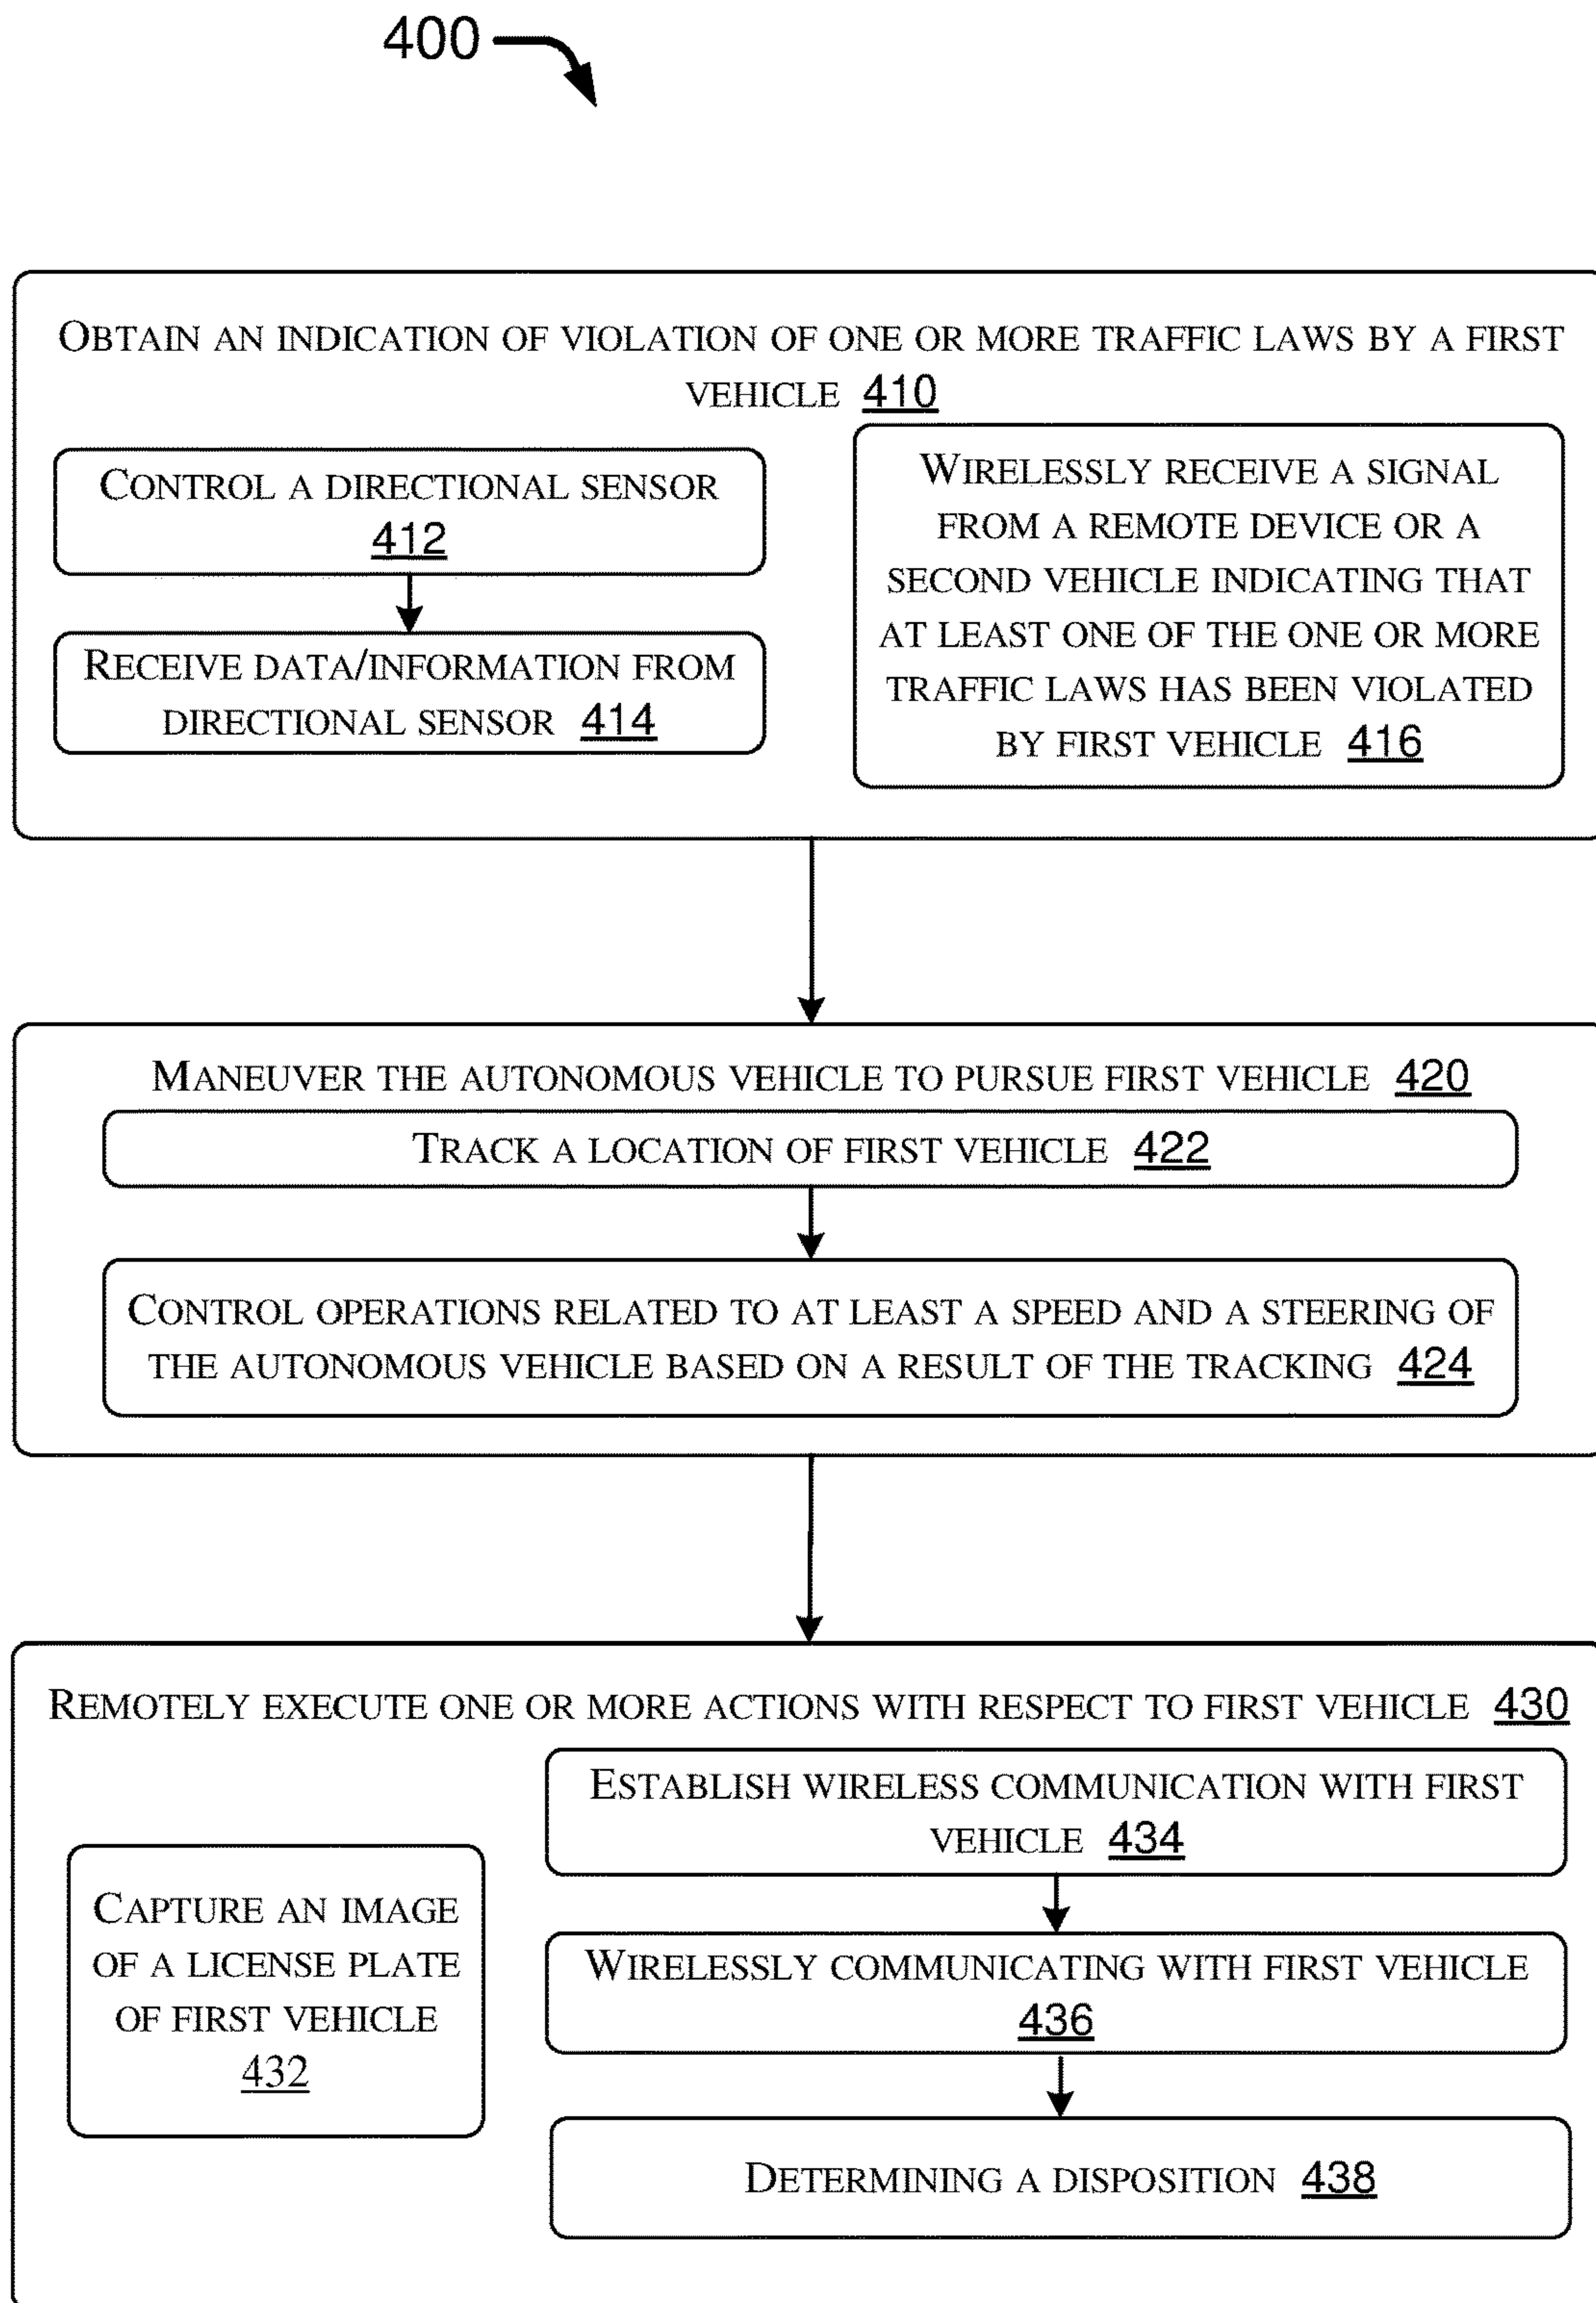 400
OBTAIN AN INDICATION OF VIOLATION OF ONE OR MORE TRAFFIC LAWS BY A FIRST
VEHICLE 410
CONTROL A DIRECTIONAL SENSOR
412
RECEIVE DATA/INFORMATION FROM
DIRECTIONAL SENSOR 414
WIRELESSLY RECEIVE A SIGNAL
FROM A REMOTE DEVICE OR A
SECOND VEHICLE INDICATING THAT
AT LEAST ONE OF THE ONE OR MORE
TRAFFIC LAWS HAS BEEN VIOLATED
BY FIRST VEHICLE 416
MANEUVER THE AUTONOMOUS VEHICLE TO PURSUE FIRST VEHICLE 420
TRACK A LOCATION OF FIRST VEHICLE 422
CONTROL OPERATIONS RELATED TO AT LEAST A SPEED AND A STEERING OF
THE AUTONOMOUS VEHICLE BASED ON A RESULT OF THE TRACKING 424
REMOTELY EXECUTE ONE OR MORE ACTIONS WITH RESPECT TO FIRST VEHICLE 430
CAPTURE AN IMAGE
OF A LICENSE PLATE
OF FIRST VEHICLE
432
ESTABLISH WIRELESS COMMUNICATION WITH FIRST
VEHICLE 434
WIRELESSLY COMMUNICATING WITH FIRST VEHICLE
436
DETERMINING A DISPOSITION 438